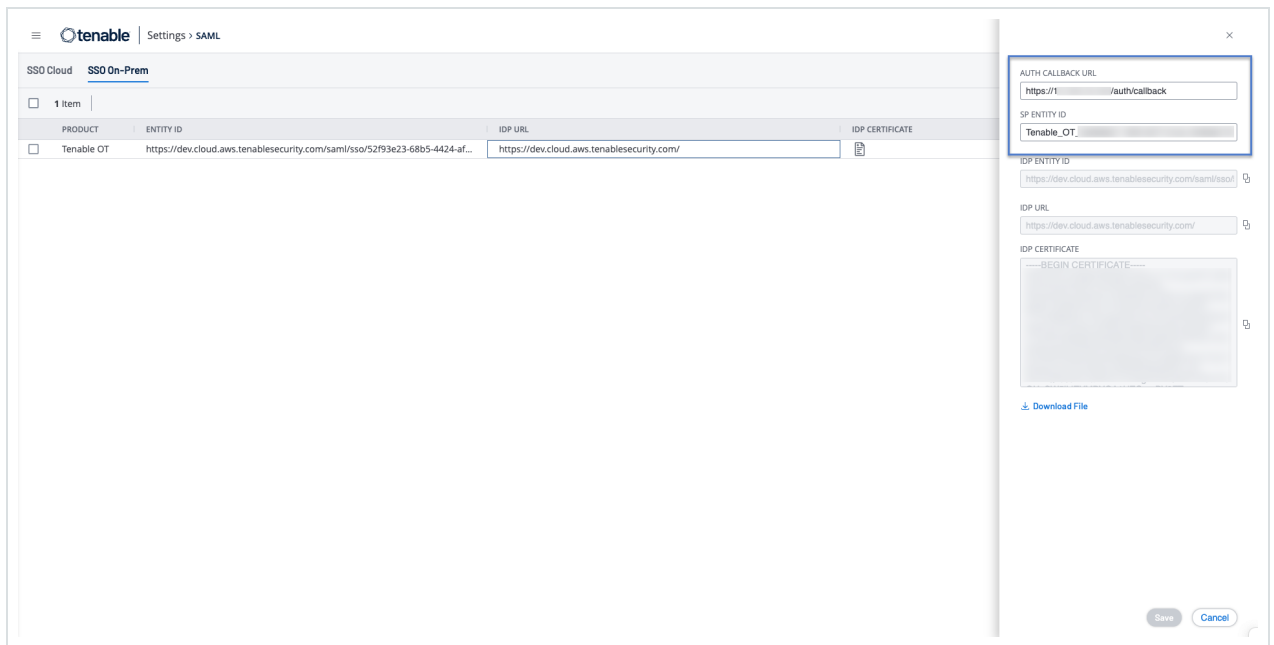 tenable Settings > SAML
SSO Cloud SSO On-Prem
1 Item
PRODUCT ENTITY ID IDP URL IDP CERTIFICATE
Tenable OT https://dev.cloud.aws.tenablesecurity.com/saml/sso/52f93e23-68b5-4424-af... https://dev.cloud.aws.tenablesecurity.com/
AUTH CALLBACK URL
https://1 /auth/callback
SP ENTITY ID
Tenable_OT_
IDP ENTITY ID
https://dev.cloud.aws.tenablesecurity.com/saml/sso/
IDP URL
https://dev.cloud.aws.tenablesecurity.com/
IDP CERTIFICATE
-----BEGIN CERTIFICATE-----
Download File
Save Cancel